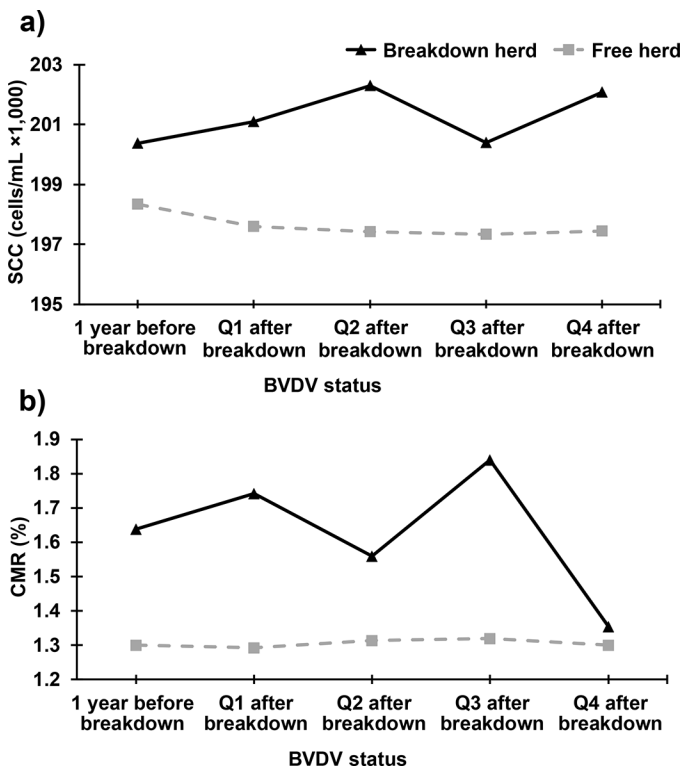 a)
Breakdown herd
Free herd
SCC (cells/mL ×1,000)
203
201
199
197
195
1 year before breakdown
Q1 after breakdown
Q2 after breakdown
Q3 after breakdown
Q4 after breakdown
BVDV status
b)
CMR (%)
1.9
1.8
1.7
1.6
1.5
1.4
1.3
1.2
1 year before breakdown
Q1 after breakdown
Q2 after breakdown
Q3 after breakdown
Q4 after breakdown
BVDV status